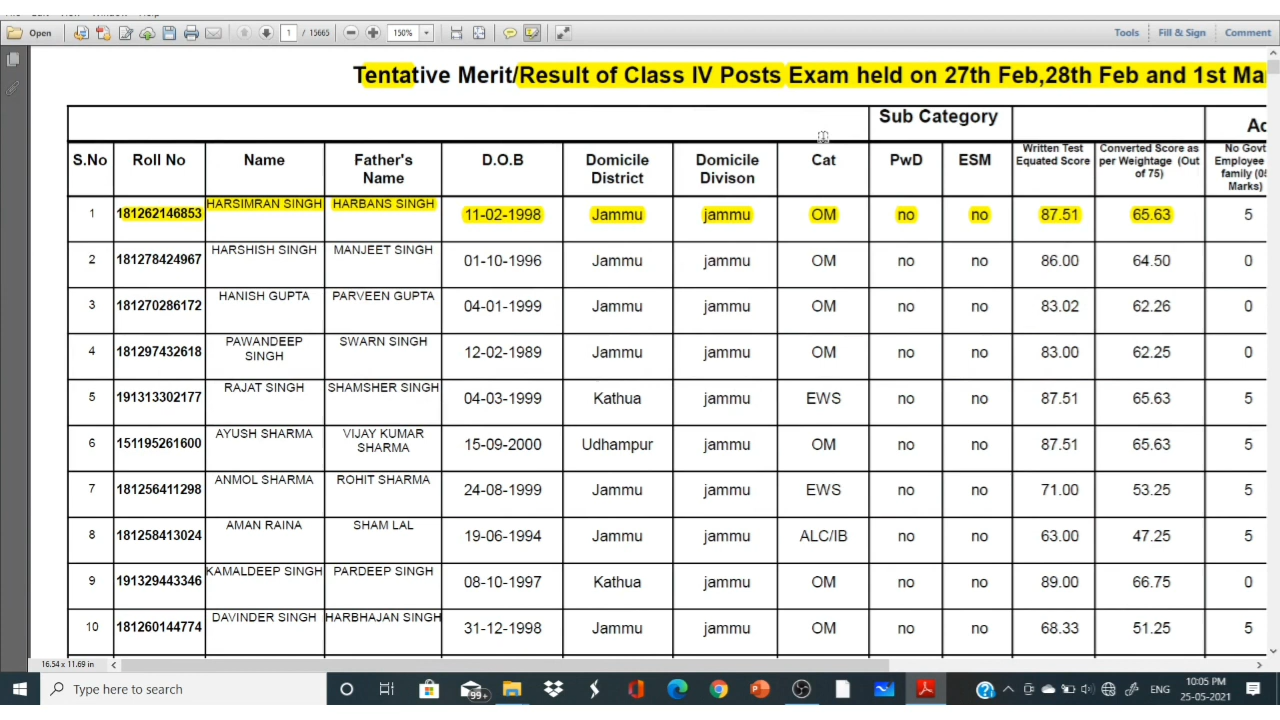 Open 1 / 15665 150% Tools Fill & Sign Comment
Tentative Merit/Result of Class IV Posts Exam held on 27th Feb,28th Feb and 1st Ma
Sub Category
S.No Roll No Name Father's Name D.O.B Domicile District Domicile Divison Cat PwD ESM Written Test Equated Score Converted Score as per Weightage (Out of 75) No Govt Employee family Marks)
1 181262146853 HARSIMRAN SINGH HARBANS SINGH 11-02-1998 Jammu jammu OM no no 87.51 65.63 5
2 181278424967 HARSHISH SINGH MANJEET SINGH 01-10-1996 Jammu jammu OM no no 86.00 64.50 0
3 181270286172 HANISH GUPTA PARVEEN GUPTA 04-01-1999 Jammu jammu OM no no 83.02 62.26 0
4 181297432618 PAWANDEEP SINGH SWARN SINGH 12-02-1989 Jammu jammu OM no no 83.00 62.25 0
5 191313302177 RAJAT SINGH SHAMSHER SINGH 04-03-1999 Kathua jammu EWS no no 87.51 65.63 5
6 151195261600 AYUSH SHARMA VIJAY KUMAR SHARMA 15-09-2000 Udhampur jammu OM no no 87.51 65.63 5
7 181256411298 ANMOL SHARMA ROHIT SHARMA 24-08-1999 Jammu jammu EWS no no 71.00 53.25 5
8 181258413024 AMAN RAINA SHAM LAL 19-06-1994 Jammu jammu ALC/IB no no 63.00 47.25 5
9 191329443346 KAMALDEEP SINGH PARDEEP SINGH 08-10-1997 Kathua jammu OM no no 89.00 66.75 0
10 181260144774 DAVINDER SINGH HARBHAJAN SINGH 31-12-1998 Jammu jammu OM no no 68.33 51.25 5
16.54 x 11.69 in
Type here to search 99+ ENG 10:05 PM
25-05-2021